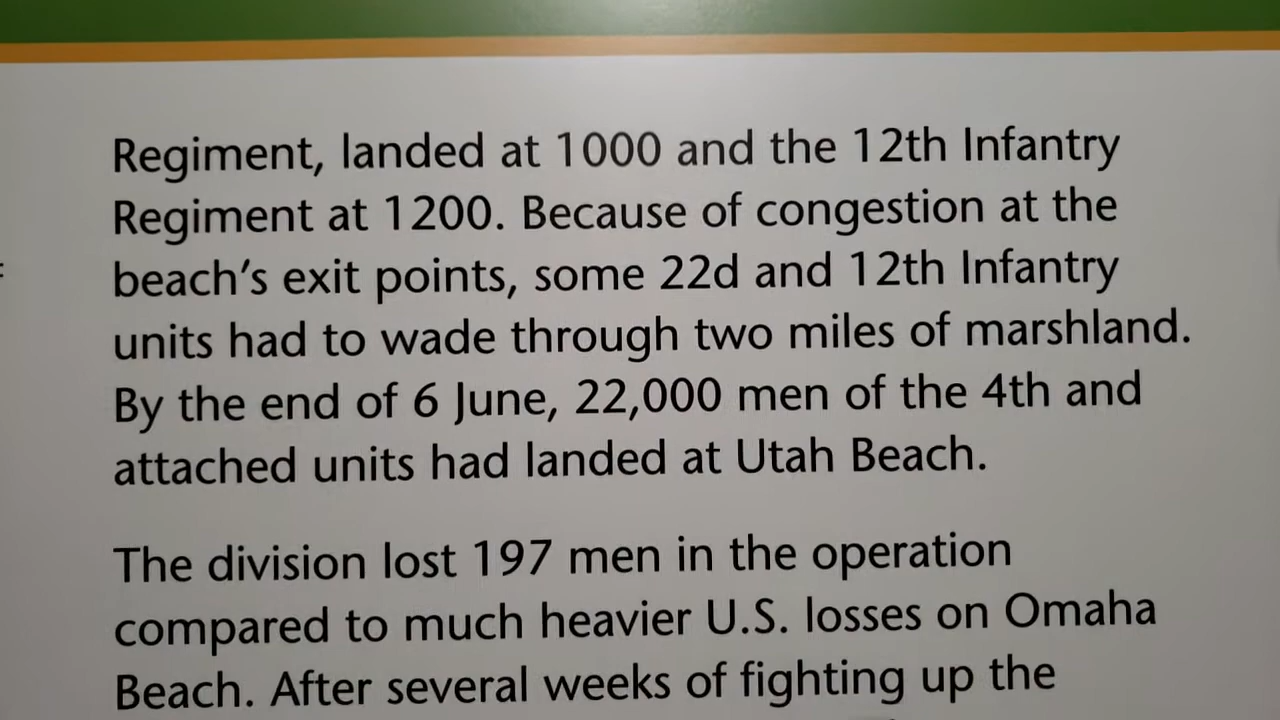 Regiment, landed at 1000 and the 12th Infantry
Regiment at 1200. Because of congestion at the
beach's exit points, some 22d and 12th Infantry
units had to wade through two miles of marshland.
By the end of 6 June, 22,000 men of the 4th and
attached units had landed at Utah Beach.
The division lost 197 men in the operation
compared to much heavier U.S. losses on Omaha
Beach. After several weeks of fighting up the